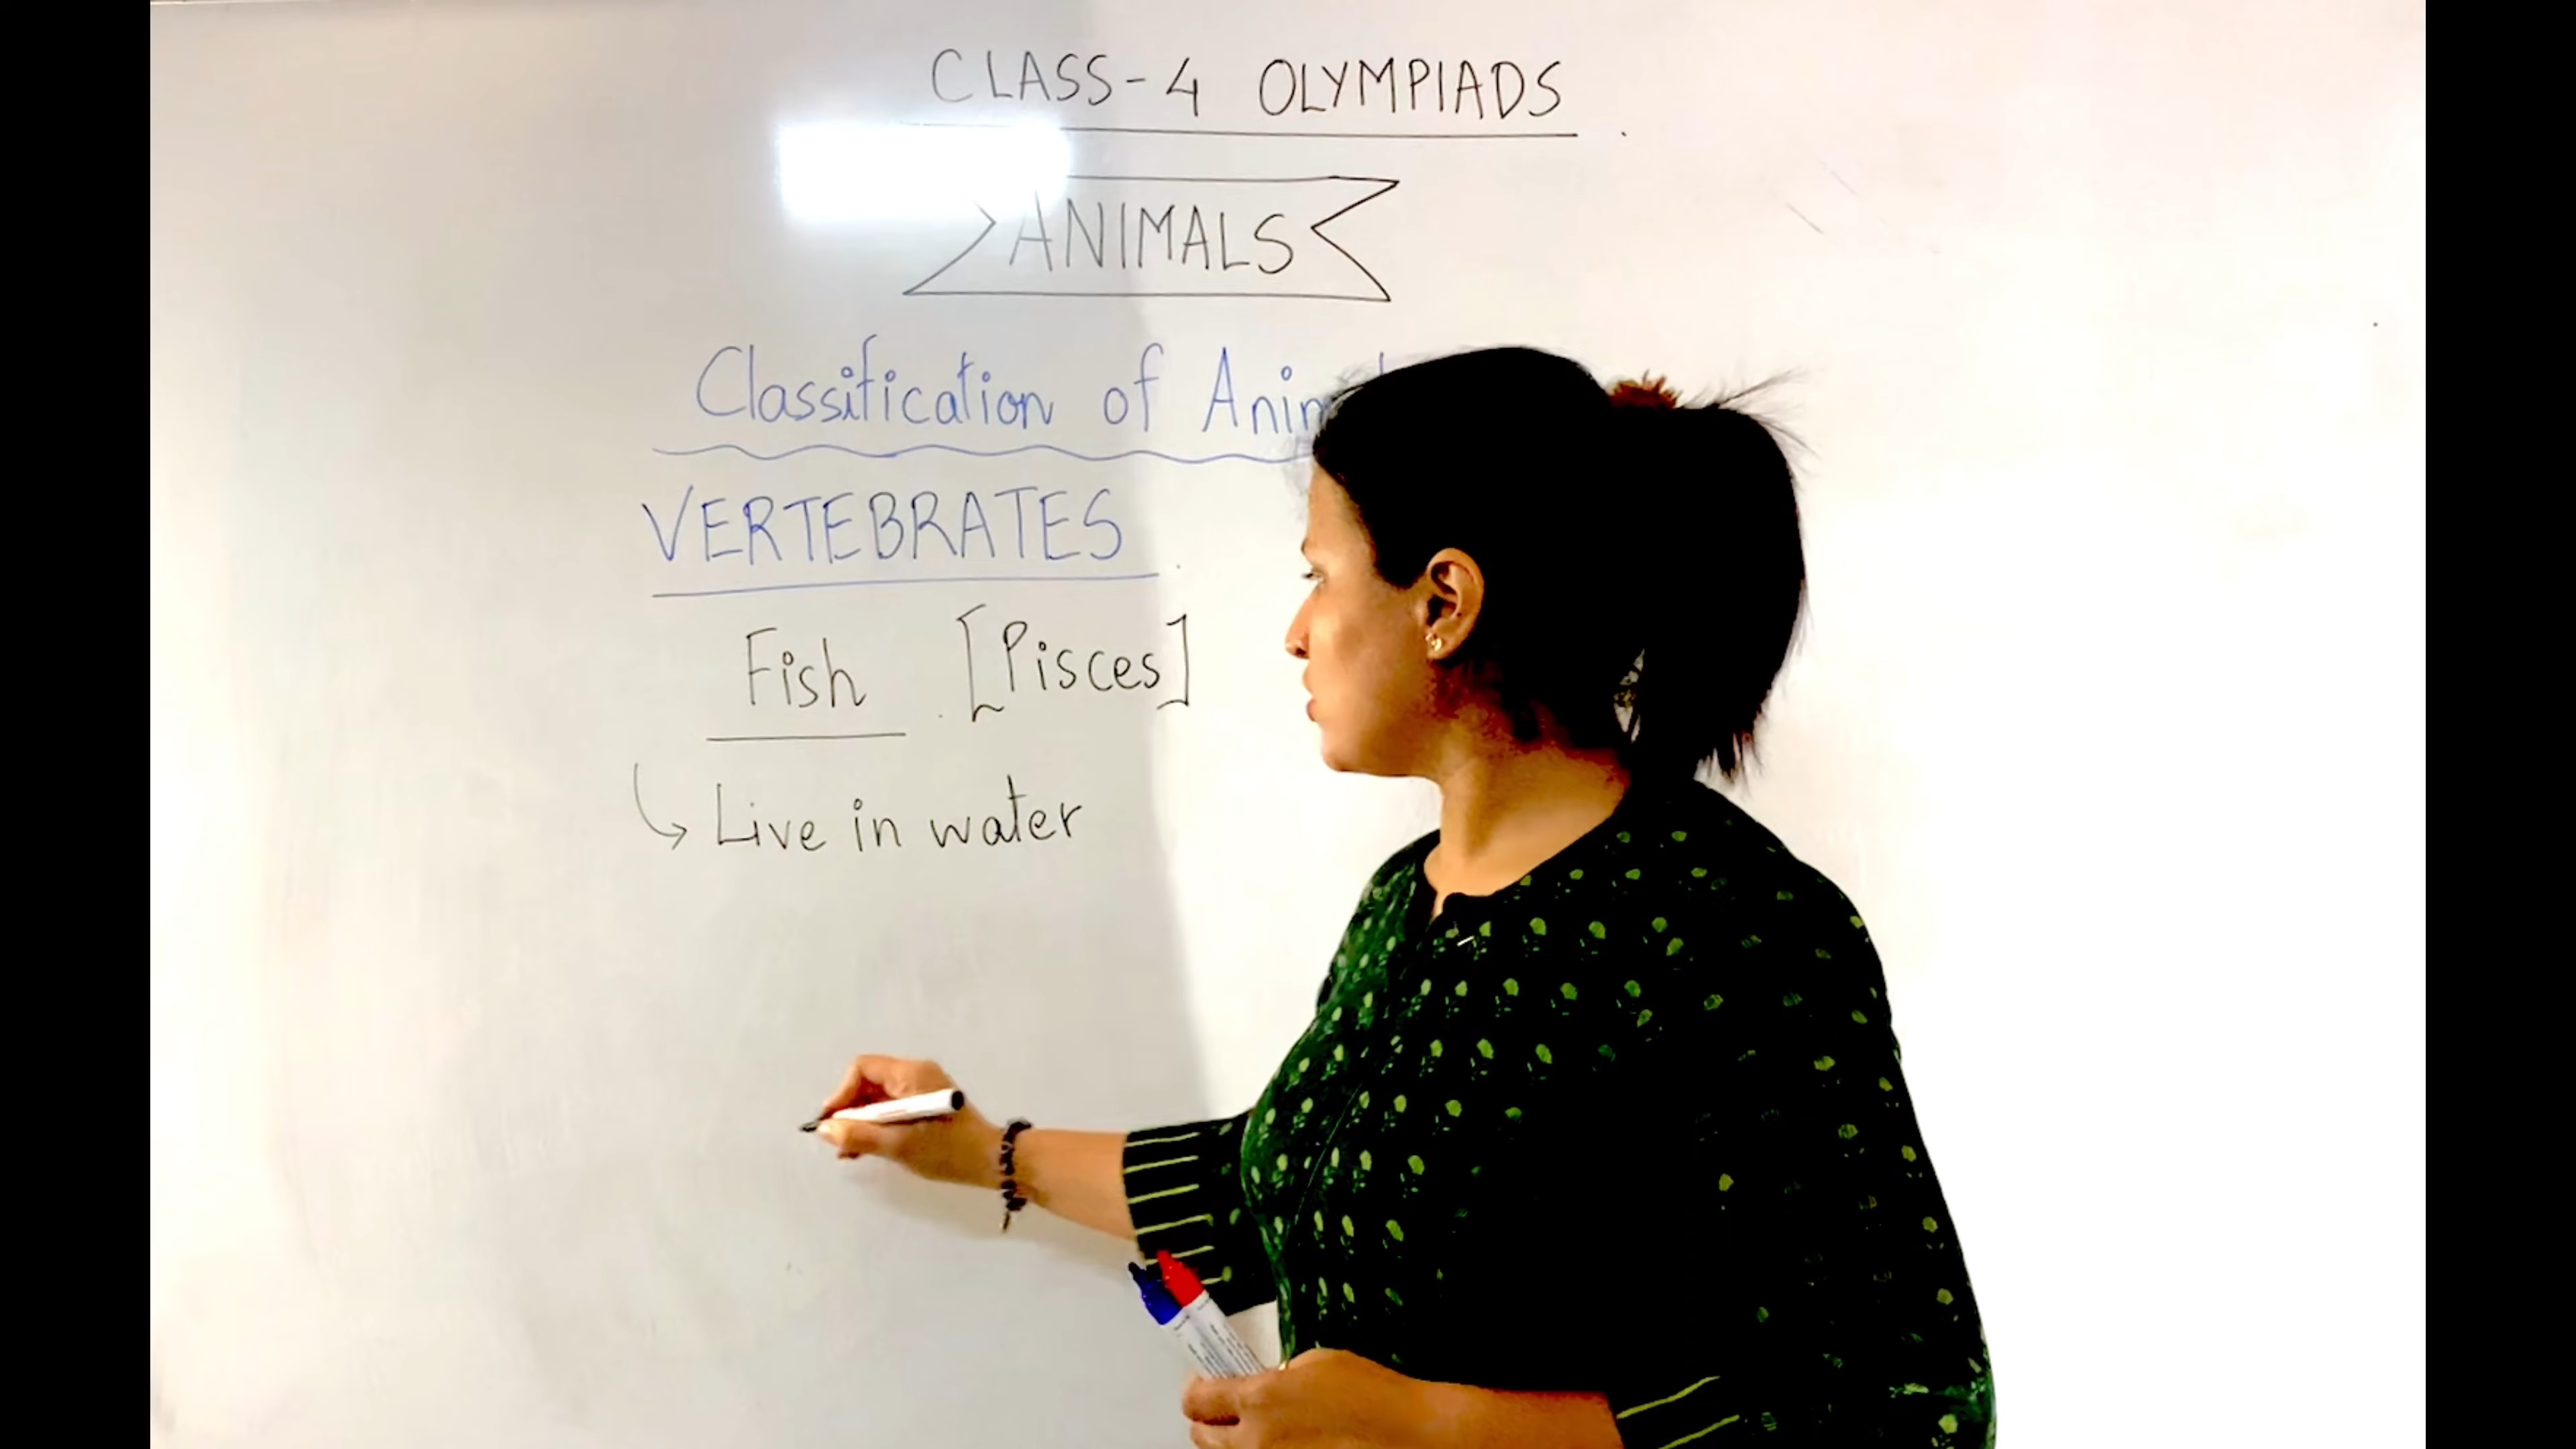 CLASS-4 OLYMPIADS
ANIMALS
Classification of
VERTEBRATES
Fish [Pisces]
Live in water